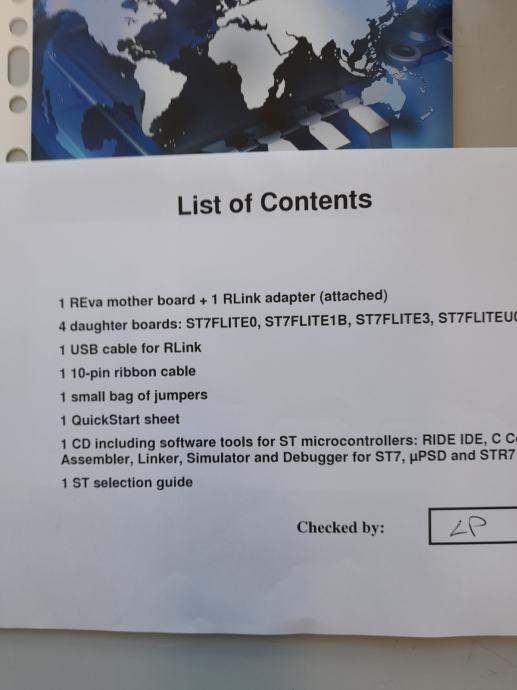 List of Contents
1 REva mother board + 1 RLink adapter (attached)
4 daughter boards: ST7FLITE0, ST7FLITE1B, ST7FLITE3, ST7FLITEU0
1 USB cable for RLink
1 10-pin ribbon cable
1 small bag of jumpers
1 QuickStart sheet
1 CD including software tools for ST microcontrollers: RIDE IDE, C
Assembler, Linker, Simulator and Debugger for ST7, µPSD and STR7
1 ST selection guide
Checked by: LP